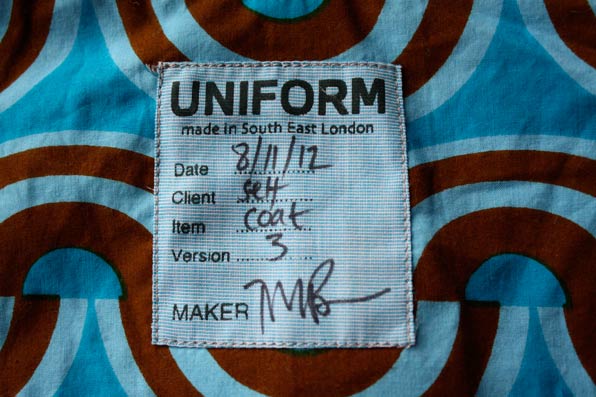 UNIFORM
made in South East London
Date 8/11/12
Client self
Item coat
Version 3
MAKER